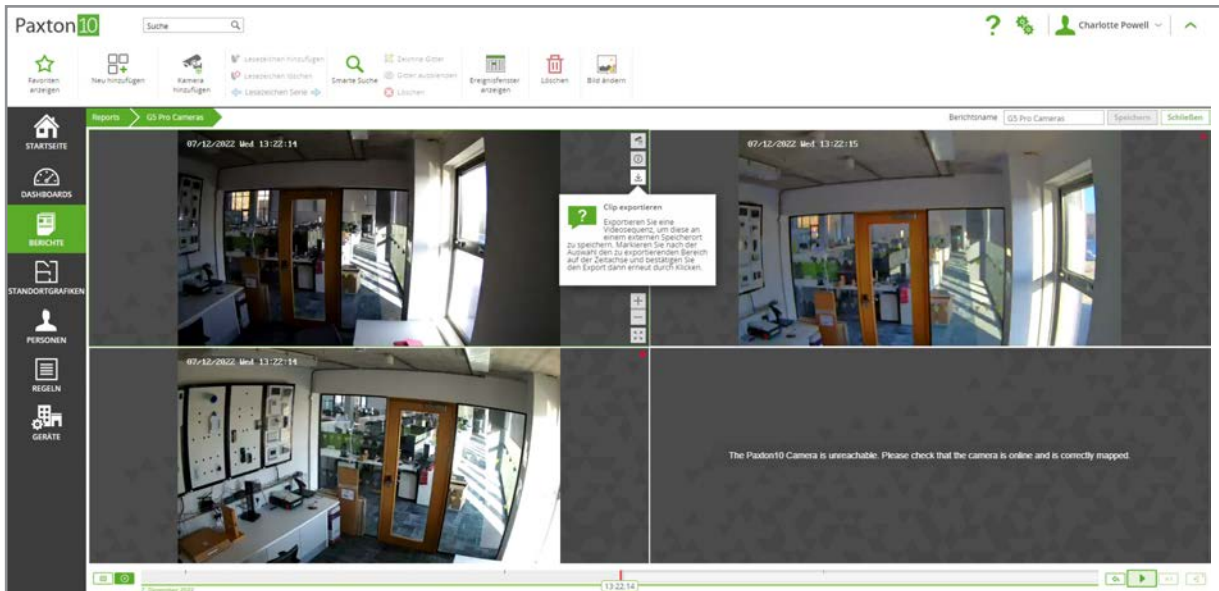 Paxton 10
Suche
Charlotte Powell
Favoriten anzeigen
Neu hinzufügen
Kamera hinzufügen
Lesezeichen hinzufügen
Lesezeichen löschen
Lesezeichen Serie
Smarte Suche
Zeichne Gitter
Gitter ausblenden
Löschen
Ereignisfenster anzeigen
Löschen
Bild ändern
STARTSEITE
DASHBOARDS
BERICHTE
STANDORTGRAFIKEN
PERSONEN
REGELN
GERÄTE
Reports
G5 Pro Cameras
Berichtsname
G5 Pro Cameras
Speichern
Schließen
07/12/2022 Wed 13:22:14
07/12/2022 Wed 13:22:15
Clip exportieren
Exportieren Sie eine
Videosequenz, um diese an
einem externen Speicherort
zu speichern. Markieren Sie nach der
Auswahl den zu exportierenden Bereich
auf der Zeitachse und bestätigen Sie
den Export dann erneut durch Klicken.
07/12/2022 Wed 13:22:14
The Paxton10 Camera is unreachable. Please check that the camera is online and is correctly mapped.
13:22:14